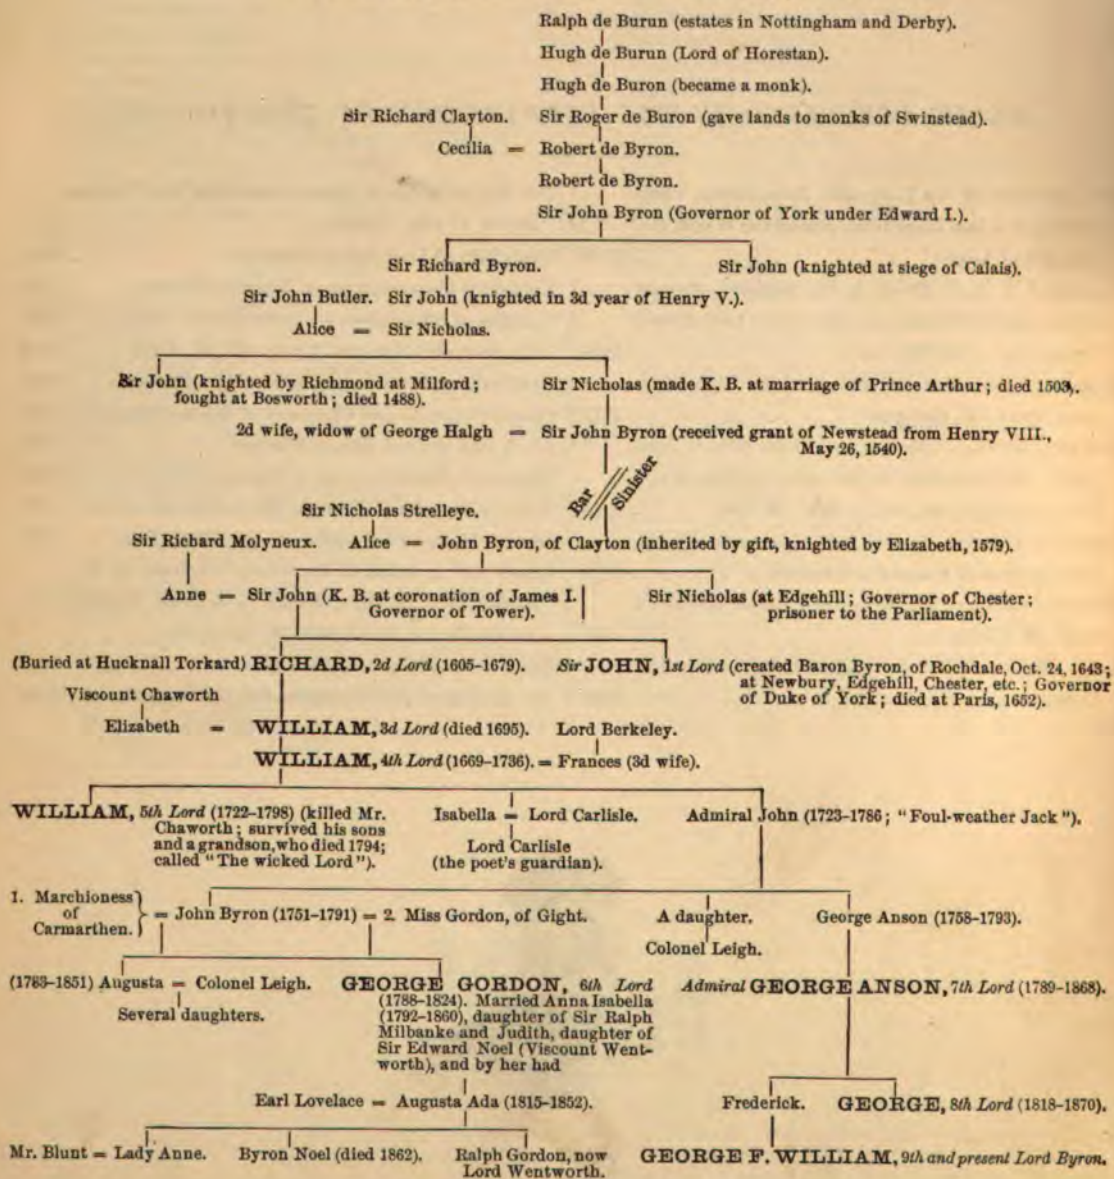 Ralph de Burun (estates in Nottingham and Derby).
Hugh de Burun (Lord of Horestan).
Hugh de Buron (became a monk).
Sir Richard Clayton. Sir Roger de Buron (gave lands to monks of Swinstead).
Cecilia = Robert de Byron.
Robert de Byron.
Sir John Byron (Governor of York under Edward I.).
Sir Richard Byron. Sir John (knighted at siege of Calais).
Sir John Butler. Sir John (knighted in 3d year of Henry V.).
Alice = Sir Nicholas.
Sir John (knighted by Richmond at Milford;
fought at Bosworth; died 1488).
Sir Nicholas (made K. B. at marriage of Prince Arthur; died 1503).
2d wife, widow of George Halgh = Sir John Byron (received grant of Newstead from Henry VIII.,
May 26, 1540).
Bar Sinister
Sir Nicholas Strelleye.
Sir Richard Molyneux. Alice = John Byron, of Clayton (inherited by gift, knighted by Elizabeth, 1579).
Anne = Sir John (K. B. at coronation of James I.
Governor of Tower).
Sir Nicholas (at Edgehill; Governor of Chester;
prisoner to the Parliament).
(Buried at Hucknall Torkard) RICHARD, 2d Lord (1605-1679).
Sir JOHN, 1st Lord (created Baron Byron, of Rochdale, Oct. 24, 1643;
at Newbury, Edgehill, Chester, etc.; Governor
of Duke of York; died at Paris, 1652).
Viscount Chaworth
Elizabeth = WILLIAM, 3d Lord (died 1695). Lord Berkeley.
WILLIAM, 4th Lord (1669-1736). = Frances (3d wife).
WILLIAM, 5th Lord (1722-1798) (killed Mr.
Chaworth; survived his sons
and a grandson, who died 1794;
called "The wicked Lord").
Isabella = Lord Carlisle.
Lord Carlisle
(the poet's guardian).
Admiral John (1723-1786; "Foul-weather Jack").
1. Marchioness
of
Carmarthen.
= John Byron (1751-1791) = 2. Miss Gordon, of Gight.
A daughter.
Colonel Leigh.
George Anson (1758-1793).
(1783-1851) Augusta = Colonel Leigh.
Several daughters.
GEORGE GORDON, 6th Lord
(1788-1824). Married Anna Isabella
(1792-1860), daughter of Sir Ralph
Milbanke and Judith, daughter of
Sir Edward Noel (Viscount Went-
worth), and by her had
Admiral GEORGE ANSON, 7th Lord (1789-1868).
Earl Lovelace = Augusta Ada (1815-1852).
Frederick. GEORGE, 8th Lord (1818-1870).
Mr. Blunt = Lady Anne. Byron Noel (died 1862).
Ralph Gordon, now
Lord Wentworth.
GEORGE F. WILLIAM, 9th and present Lord Byron.